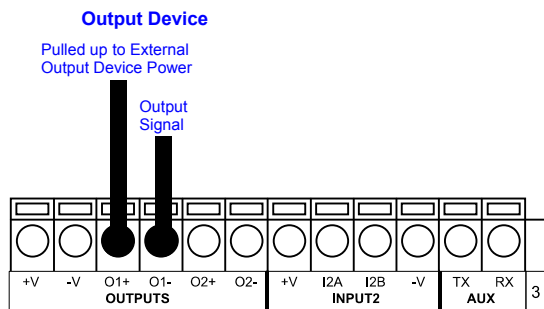 Output Device
Pulled up to External
Output Device Power
Output
Signal
+V -V O1+ O1- O2+ O2- +V I2A I2B -V TX RX
OUTPUTS INPUT2 AUX 3